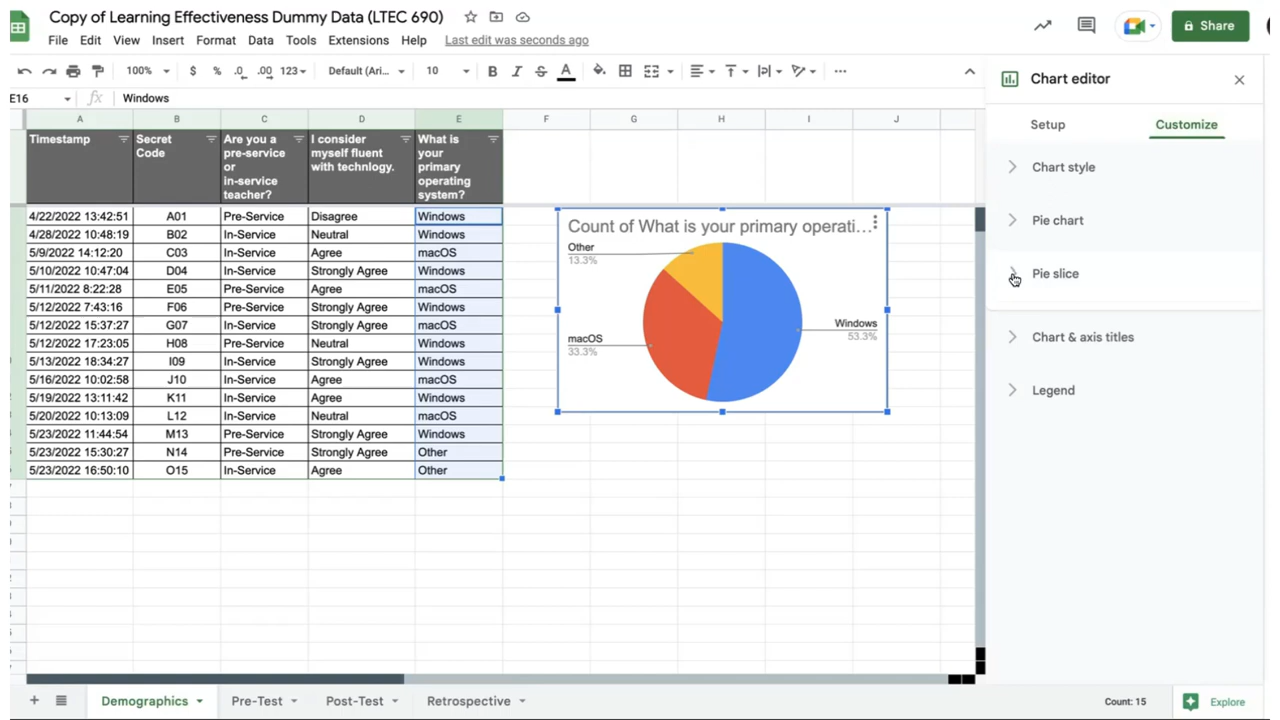 Copy of Learning Effectiveness Dummy Data (LTEC 690)
File Edit View Insert Format Data Tools Extensions Help Last edit was seconds ago
Share
100% $ % .0 .00 123 Default (Ari... 10 B I S A
E16 fx Windows
A B C D E F G H I J
Timestamp
Secret
Code
Are you a
pre-service
or
in-service
teacher?
I consider
myself fluent
with technlogy.
What is
your
primary
operating
system?
4/22/2022 13:42:51 A01 Pre-Service Disagree Windows
4/28/2022 10:48:19 B02 In-Service Neutral Windows
5/9/2022 14:12:20 C03 In-Service Agree macOS
5/10/2022 10:47:04 D04 In-Service Strongly Agree Windows
5/11/2022 8:22:28 E05 In-Service Agree macOS
5/12/2022 7:43:16 F06 In-Service Strongly Agree Windows
5/12/2022 15:37:27 G07 In-Service Strongly Agree macOS
5/12/2022 17:23:05 H08 Pre-Service Neutral Windows
5/13/2022 18:34:27 I09 In-Service Strongly Agree Windows
5/16/2022 10:02:58 J10 In-Service Agree macOS
5/19/2022 13:11:42 K11 In-Service Agree Windows
5/20/2022 10:13:09 L12 In-Service Neutral macOS
5/23/2022 11:44:54 M13 Pre-Service Strongly Agree Windows
5/23/2022 15:30:27 N14 Pre-Service Strongly Agree Other
5/23/2022 16:50:10 O15 In-Service Agree Other
Count of What is your primary operati...
Other
13.3%
Windows
53.3%
macOS
33.3%
Chart editor
Setup Customize
Chart style
Pie chart
Pie slice
Chart & axis titles
Legend
Demographics Pre-Test Post-Test Retrospective Count: 15 Explore